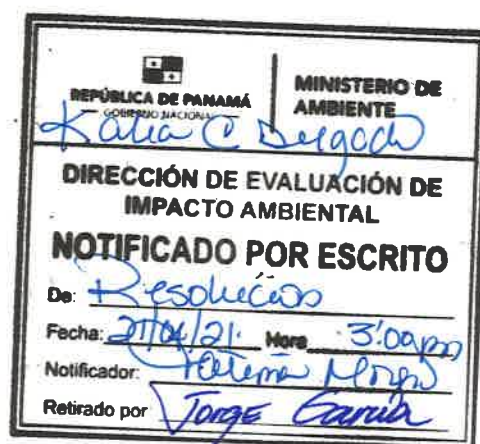 REPÚBLICA DE PANAMÁ
GOBIERNO NACIONAL
MINISTERIO DE
AMBIENTE
Katia C Delgado
DIRECCIÓN DE EVALUACIÓN DE
IMPACTO AMBIENTAL
NOTIFICADO POR ESCRITO
De: Resolución
Fecha: 21/04/21 Hora 3:00pm
Notificador:
Retirado por Jorge García